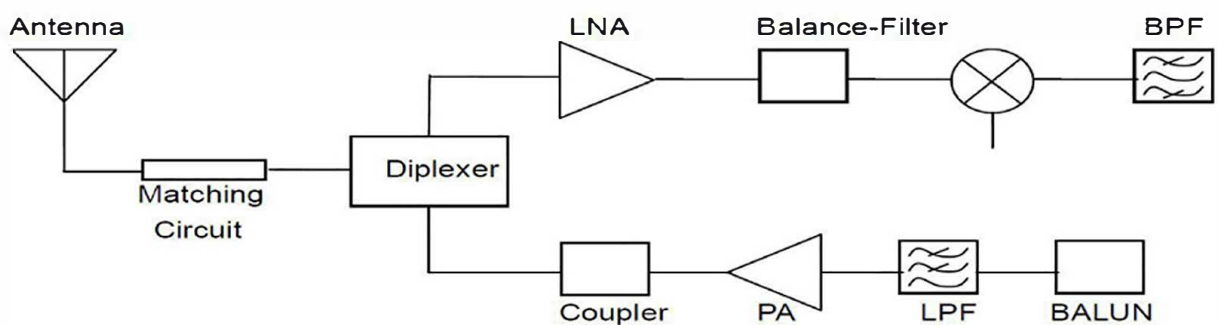 Antenna
LNA
Balance-Filter
BPF
Diplexer
Matching
Circuit
Coupler
PA
LPF
BALUN